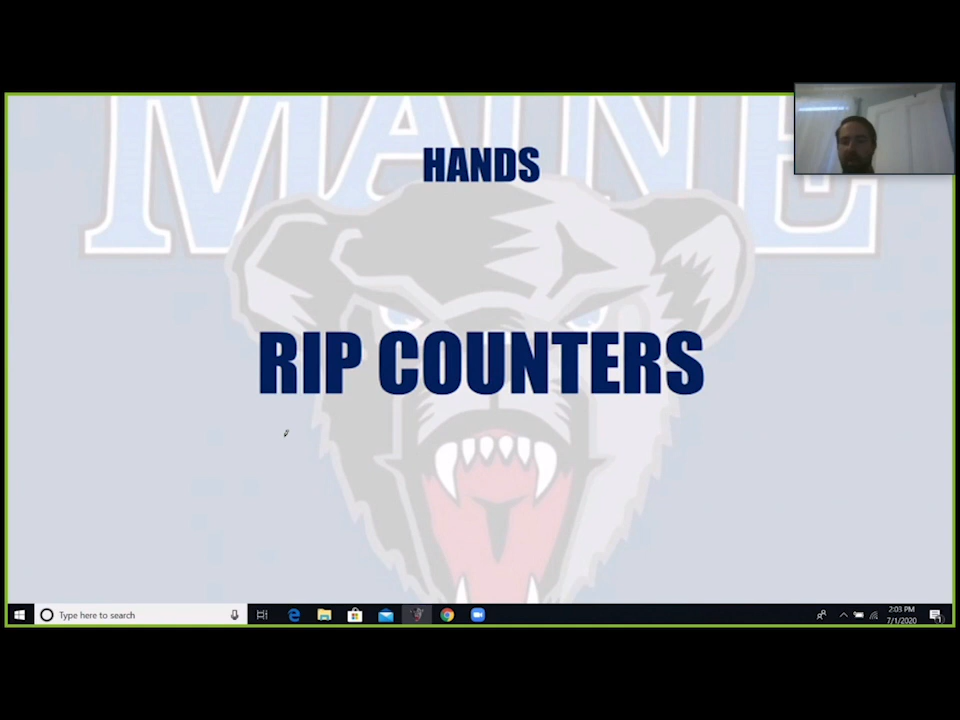 MAINE
HANDS
RIP COUNTERS
Type here to search
2:03 PM
7/1/2020